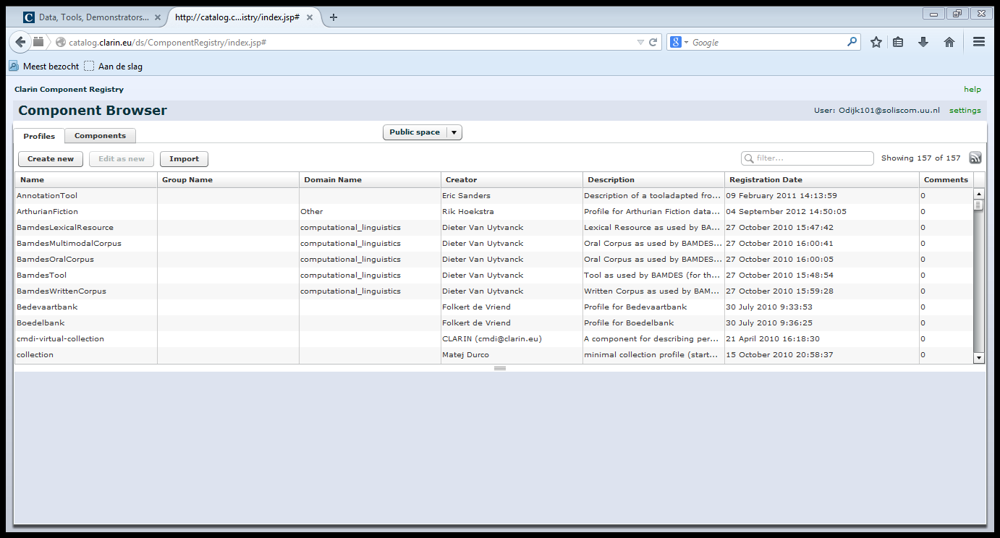 Data, Tools, Demonstrators... http://catalog.c...istry/index.jsp#
catalog.clarin.eu/ds/ComponentRegistry/index.jsp# Google
Meest bezocht Aan de slag
Clarin Component Registry help
Component Browser User: Odijk101@soliscom.uu.nl settings
Profiles Components Public space
Create new Edit as new Import filter... Showing 157 of 157
Name Group Name Domain Name Creator Description Registration Date Comments
AnnotationTool Eric Sanders Description of a tooladapted fro... 09 February 2011 14:13:59 0
ArthurianFiction Other Rik Hoekstra Profile for Arthurian Fiction data... 04 September 2012 14:50:05 0
BamdesLexicalResource computational_linguistics Dieter Van Uytvanck Lexical Resource as used by BA... 27 October 2010 15:47:42 0
BamdesMultimodalCorpus computational_linguistics Dieter Van Uytvanck Oral Corpus as used by BAMDES... 27 October 2010 16:00:41 0
BamdesOralCorpus computational_linguistics Dieter Van Uytvanck Oral Corpus as used by BAMDES... 27 October 2010 16:00:05 0
BamdesTool computational_linguistics Dieter Van Uytvanck Tool as used by BAMDES (for th... 27 October 2010 15:48:54 0
BamdesWrittenCorpus computational_linguistics Dieter Van Uytvanck Written Corpus as used by BAM... 27 October 2010 15:59:28 0
Bedevaartbank Folkert de Vriend Profile for Bedevaartbank 30 July 2010 9:33:53 0
Boedelbank Folkert de Vriend Profile for Boedelbank 30 July 2010 9:36:25 0
cmdi-virtual-collection CLARIN (cmdi@clarin.eu) A component for describing per... 21 April 2010 16:18:30 0
collection Matej Durco minimal collection profile (start... 15 October 2010 20:58:37 0